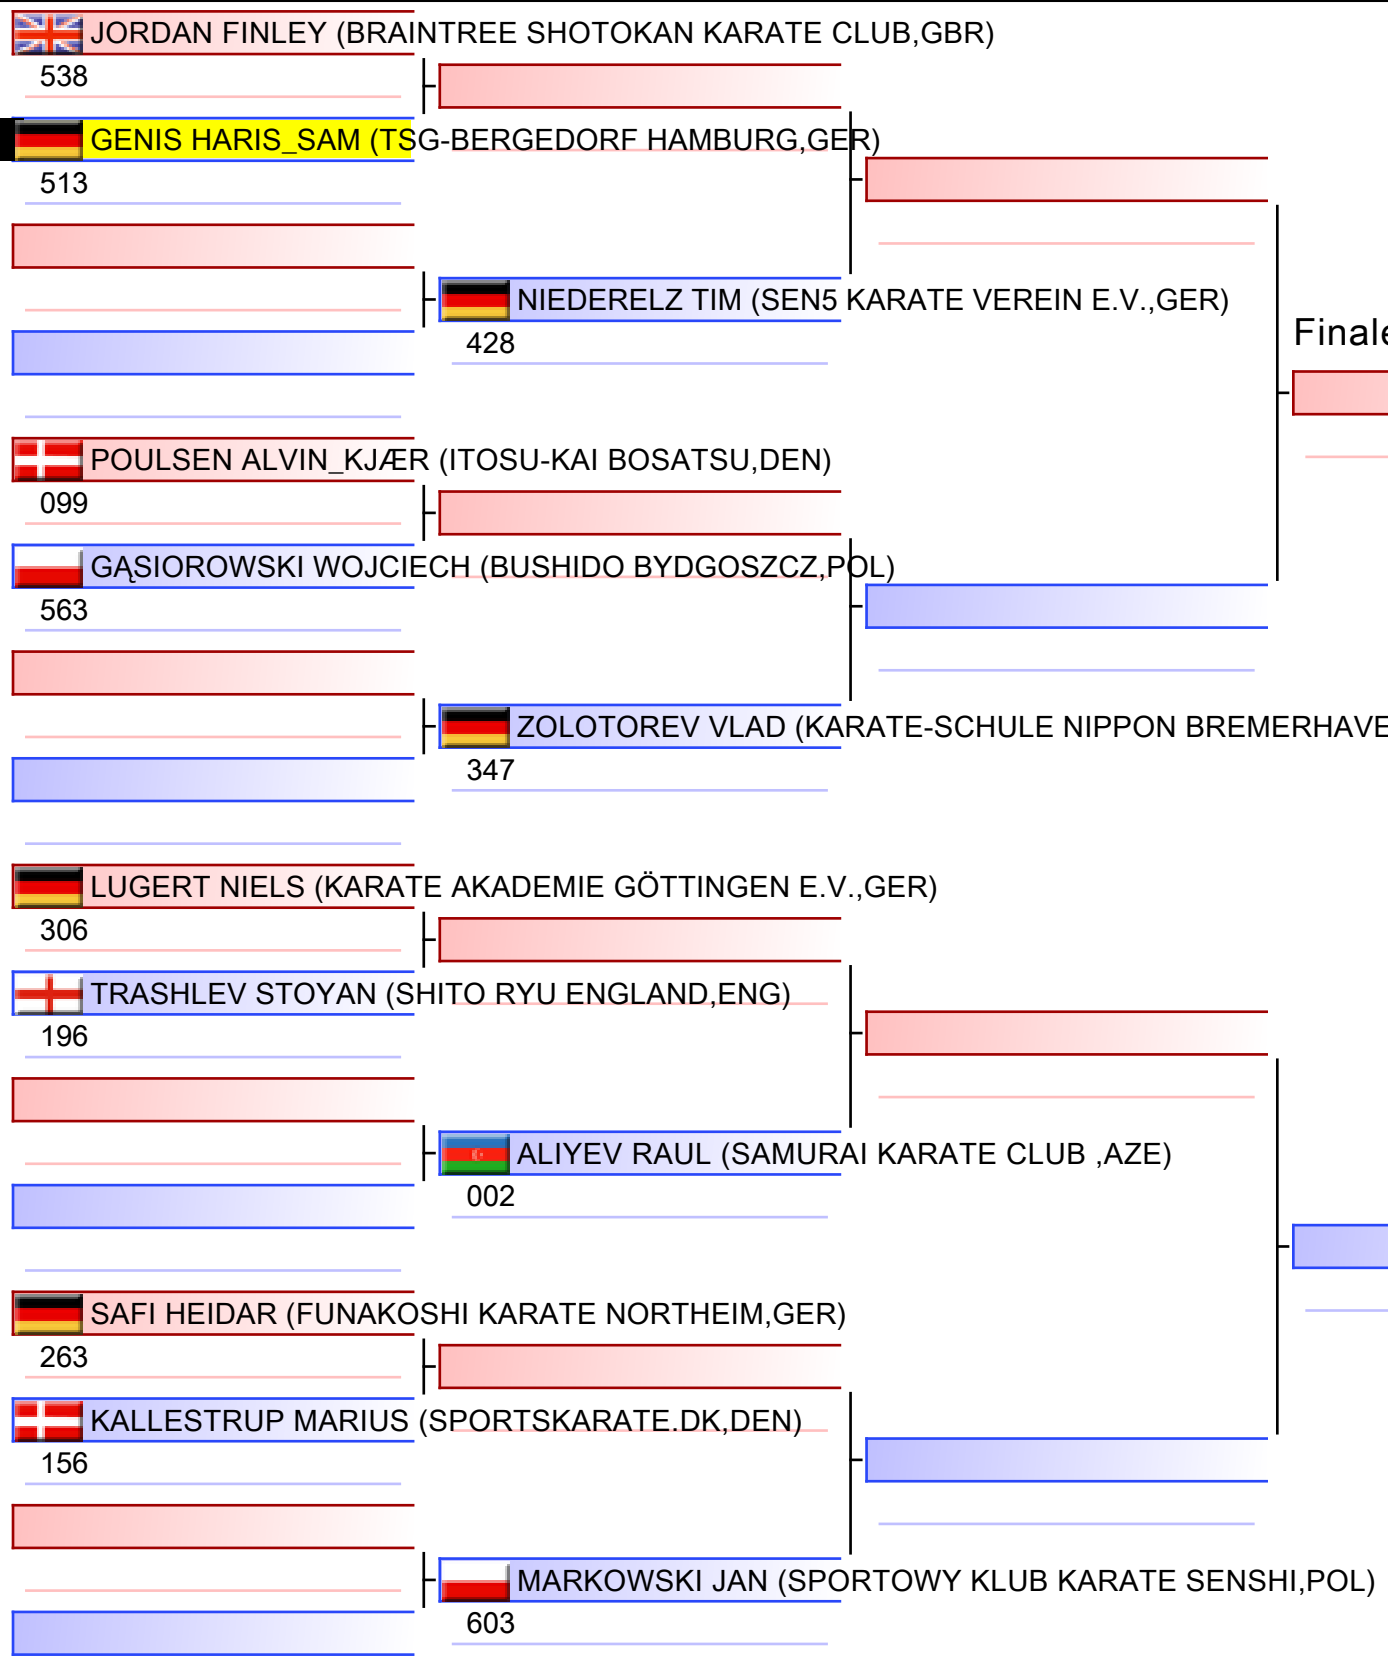 JORDAN FINLEY (BRAINTREE SHOTOKAN KARATE CLUB,GBR)
538
GENIS HARIS_SAM (TSG-BERGEDORF HAMBURG,GER)
513
NIEDERELZ TIM (SEN5 KARATE VEREIN E.V.,GER)
428
Finale
POULSEN ALVIN_KJÆR (ITOSU-KAI BOSATSU,DEN)
099
GĄSIOROWSKI WOJCIECH (BUSHIDO BYDGOSZCZ,POL)
563
ZOLOTOREV VLAD (KARATE-SCHULE NIPPON BREMERHAVE
347
LUGERT NIELS (KARATE AKADEMIE GÖTTINGEN E.V.,GER)
306
TRASHLEV STOYAN (SHITO RYU ENGLAND,ENG)
196
ALIYEV RAUL (SAMURAI KARATE CLUB ,AZE)
002
SAFI HEIDAR (FUNAKOSHI KARATE NORTHEIM,GER)
263
KALLESTRUP MARIUS (SPORTSKARATE.DK,DEN)
156
MARKOWSKI JAN (SPORTOWY KLUB KARATE SENSHI,POL)
603